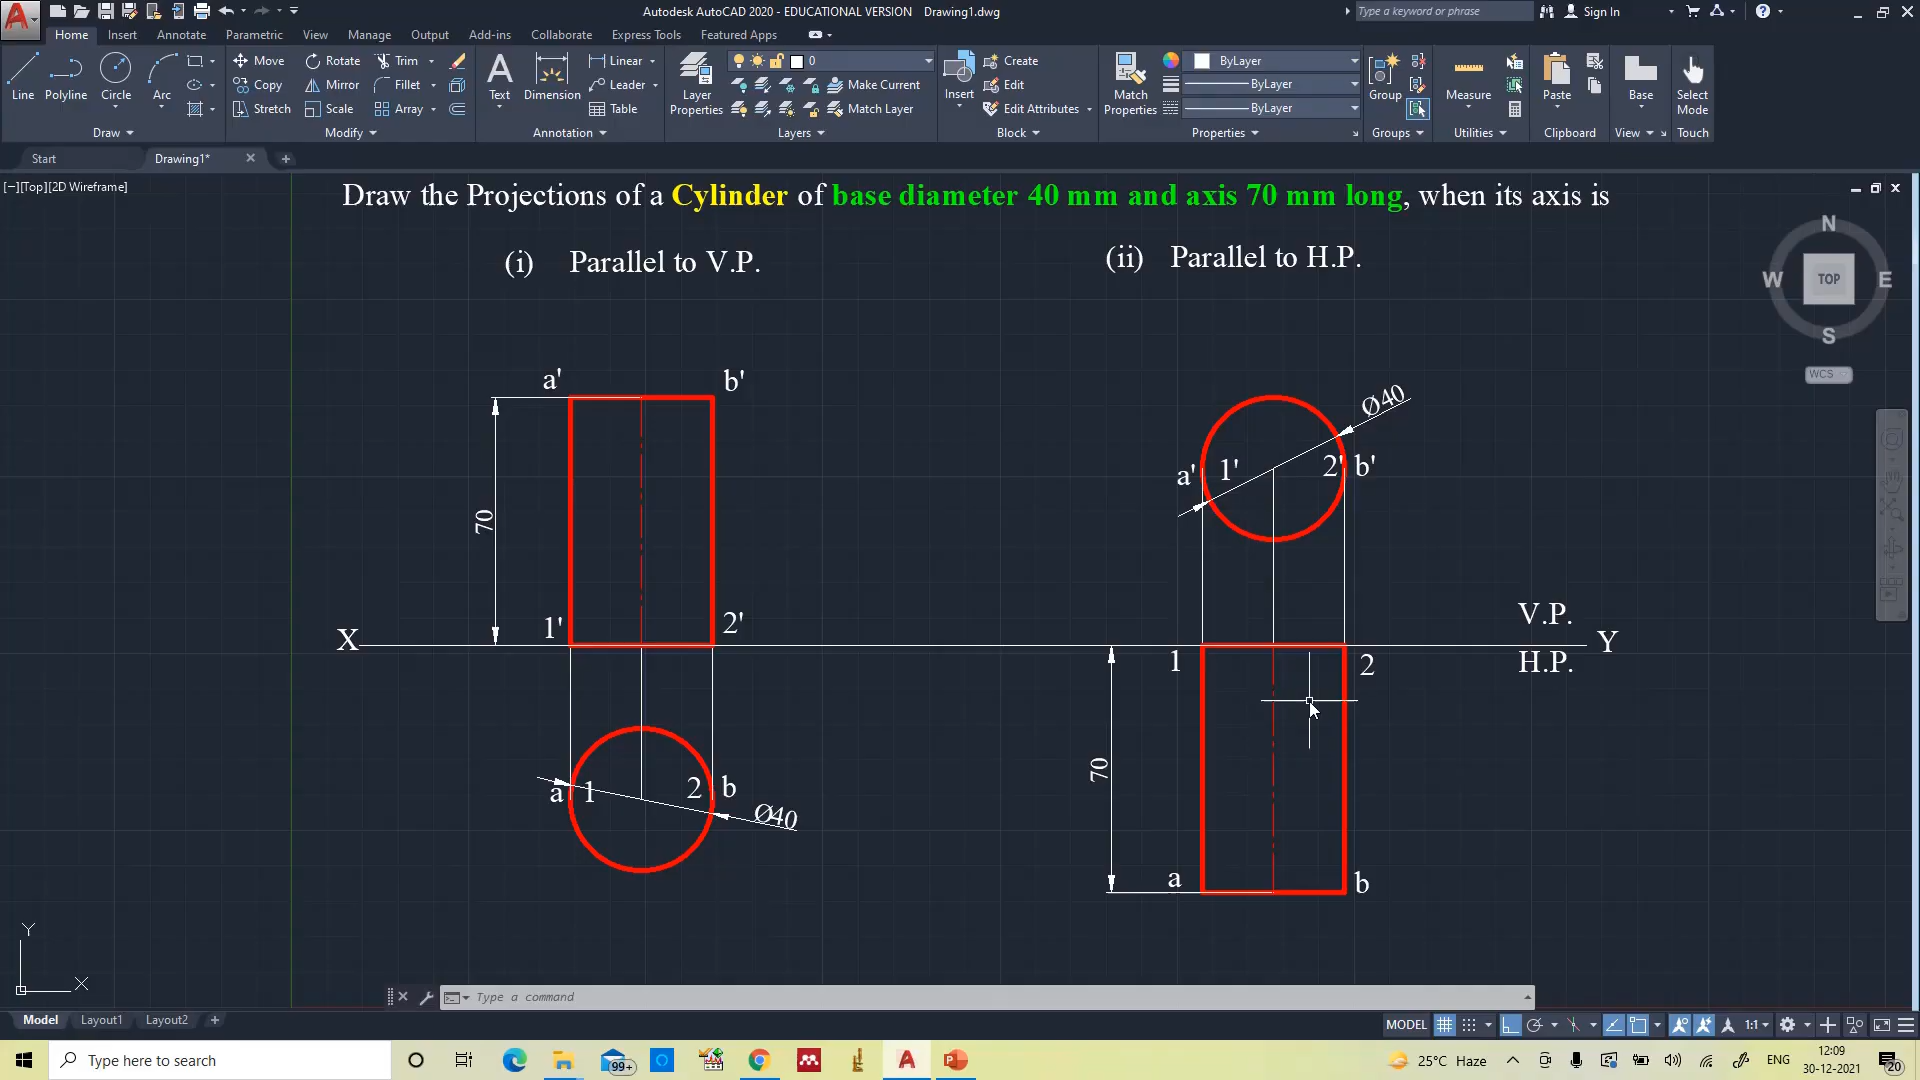 Autodesk AutoCAD 2020 - EDUCATIONAL VERSION Drawing1.dwg
Type a keyword or phrase
Sign In
Home Insert Annotate Parametric View Manage Output Add-ins Collaborate Express Tools Featured Apps
Line Polyline Circle Arc
Move Rotate Trim
Copy Mirror Fillet
Stretch Scale Array
Text Dimension
Linear
Leader
Table
Layer Properties
0
Make Current
Match Layer
Insert
Create
Edit
Edit Attributes
Match Properties
ByLayer
ByLayer
ByLayer
Group
Measure
Paste
Base
Select Mode
Draw Modify Annotation Layers Block Properties Groups Utilities Clipboard View Touch
Start Drawing1*
[−][Top][2D Wireframe]
Draw the Projections of a Cylinder of base diameter 40 mm and axis 70 mm long, when its axis is
(i) Parallel to V.P.
(ii) Parallel to H.P.
N
W TOP E
S
WCS
a' b'
70
1' 2'
Ø40
a' 1' 2' b'
X Y
V.P.
H.P.
1 2
70
a b
a 1 2 b
Ø40
Y
X
Type a command
Model Layout1 Layout2
MODEL 1:1
Type here to search
99+
25°C Haze
ENG
12:09
30-12-2021
20